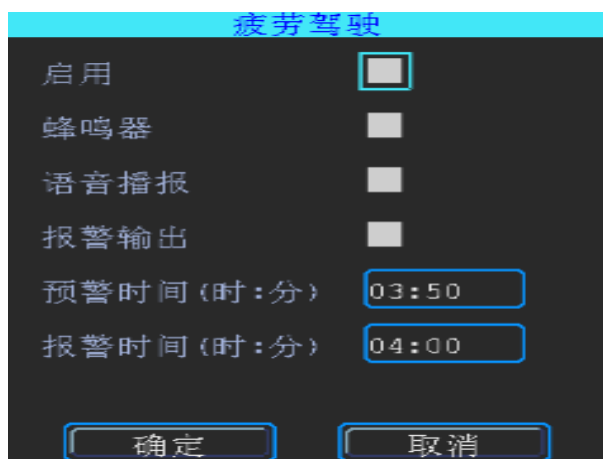 疲劳驾驶
启用
蜂鸣器
语音播报
报警输出
预警时间(时:分) 03:50
报警时间(时:分) 04:00
确定 取消